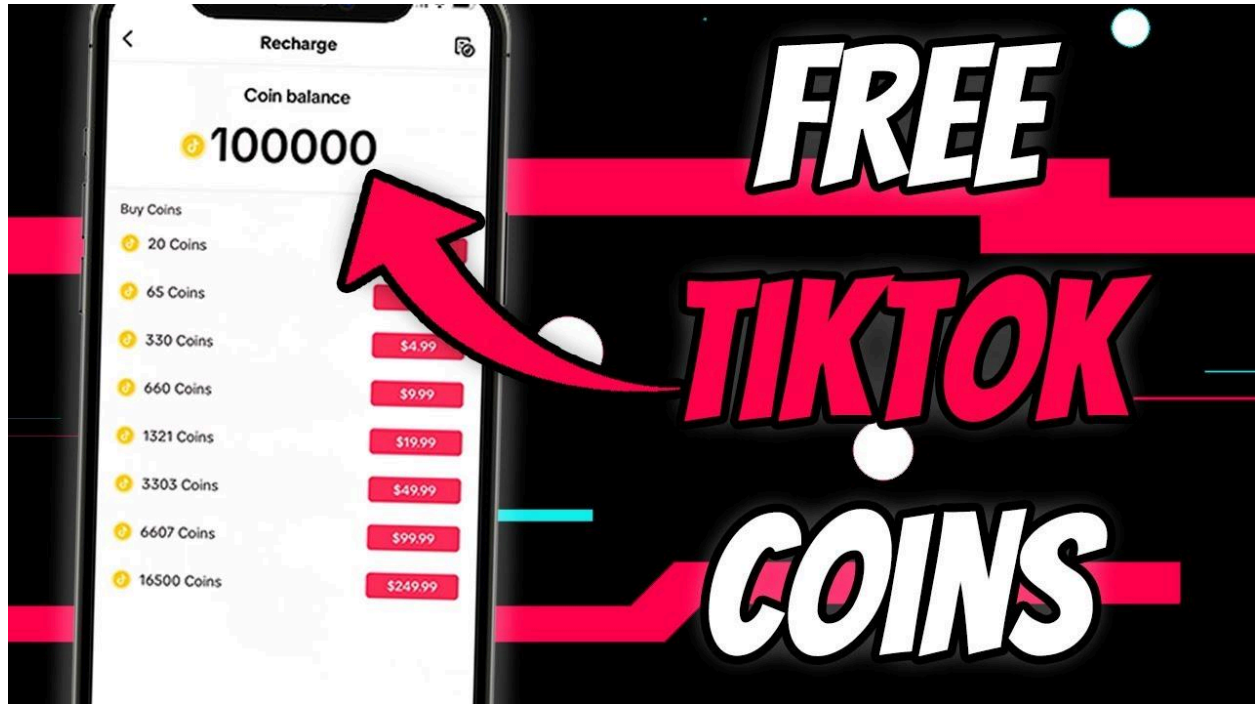 Recharge
Coin balance
100000
Buy Coins
20 Coins
65 Coins
330 Coins
$4.99
660 Coins
$9.99
1321 Coins
$19.99
3303 Coins
$49.99
6607 Coins
$99.99
16500 Coins
$249.99
FREE
TIKTOK
COINS